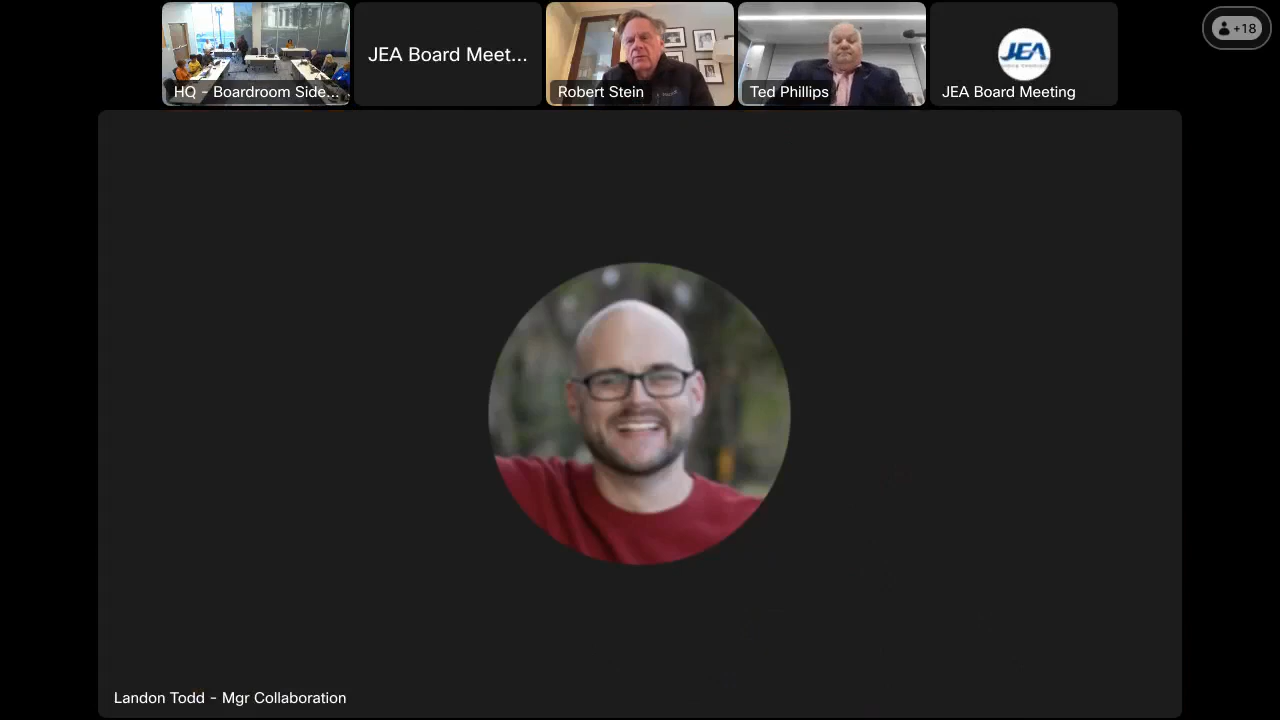 HQ - Boardroom Side...
JEA Board Meet...
Robert Stein
Ted Phillips
JEA
JEA Board Meeting
+18
Landon Todd - Mgr Collaboration